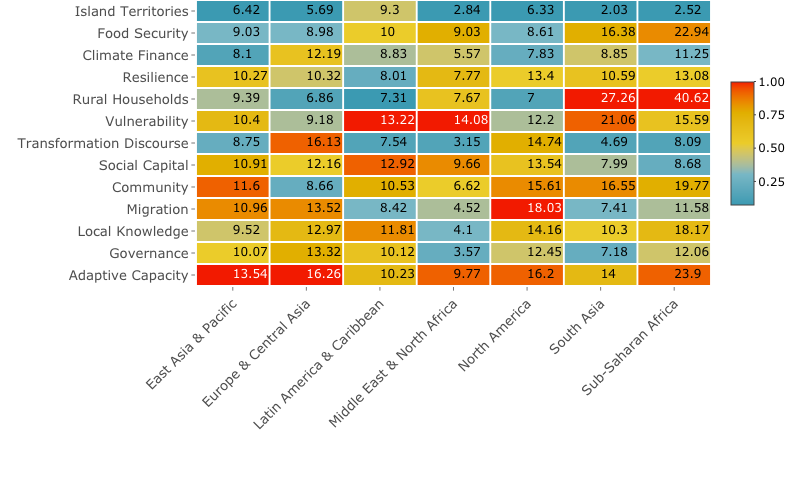 Island Territories 6.42 5.69 9.3 2.84 6.33 2.03 2.52
Food Security 9.03 8.98 10 9.03 8.61 16.38 22.94
Climate Finance 8.1 12.19 8.83 5.57 7.83 8.85 11.25
Resilience 10.27 10.32 8.01 7.77 13.4 10.59 13.08
Rural Households 9.39 6.86 7.31 7.67 7 27.26 40.62
Vulnerability 10.4 9.18 13.22 14.08 12.2 21.06 15.59
Transformation Discourse 8.75 16.13 7.54 3.15 14.74 4.69 8.09
Social Capital 10.91 12.16 12.92 9.66 13.54 7.99 8.68
Community 11.6 8.66 10.53 6.62 15.61 16.55 19.77
Migration 10.96 13.52 8.42 4.52 18.03 7.41 11.58
Local Knowledge 9.52 12.97 11.81 4.1 14.16 10.3 18.17
Governance 10.07 13.32 10.12 3.57 12.45 7.18 12.06
Adaptive Capacity 13.54 16.26 10.23 9.77 16.2 14 23.9
East Asia & Pacific
Europe & Central Asia
Latin America & Caribbean
Middle East & North Africa
North America
South Asia
Sub-Saharan Africa
1.00
0.75
0.50
0.25